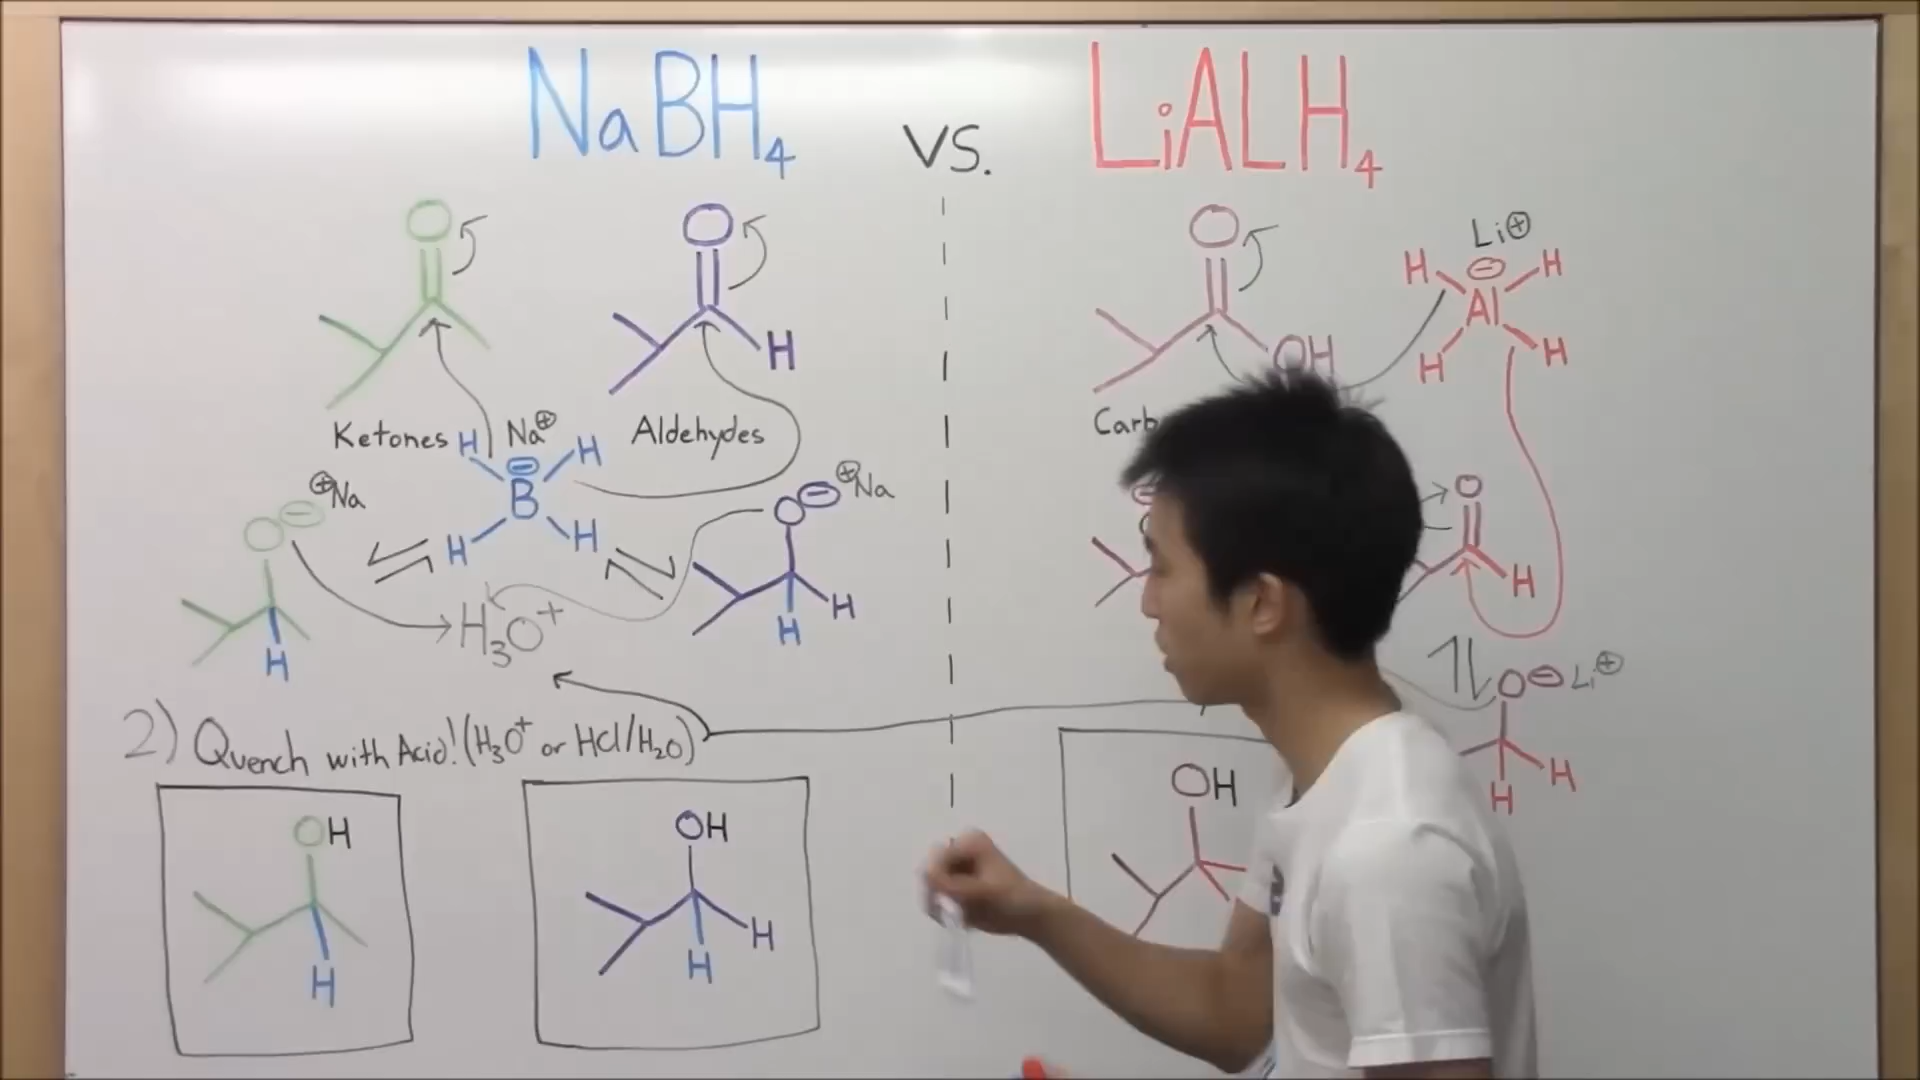 NaBH4 vs. LiALH4
O
O H
O OH
Li⊕
H ⊖ H
Al
H H
Ketones
Aldehydes
Na⊕
H ⊖ H
B
H H
O⊖ ⊕Na
H
O⊖ ⊕Na
H H
H3O+
O
H
O⊖ Li⊕
H H
2) Quench with Acid! (H3O+ or HCl/H2O)
OH
H
OH
H H
OH